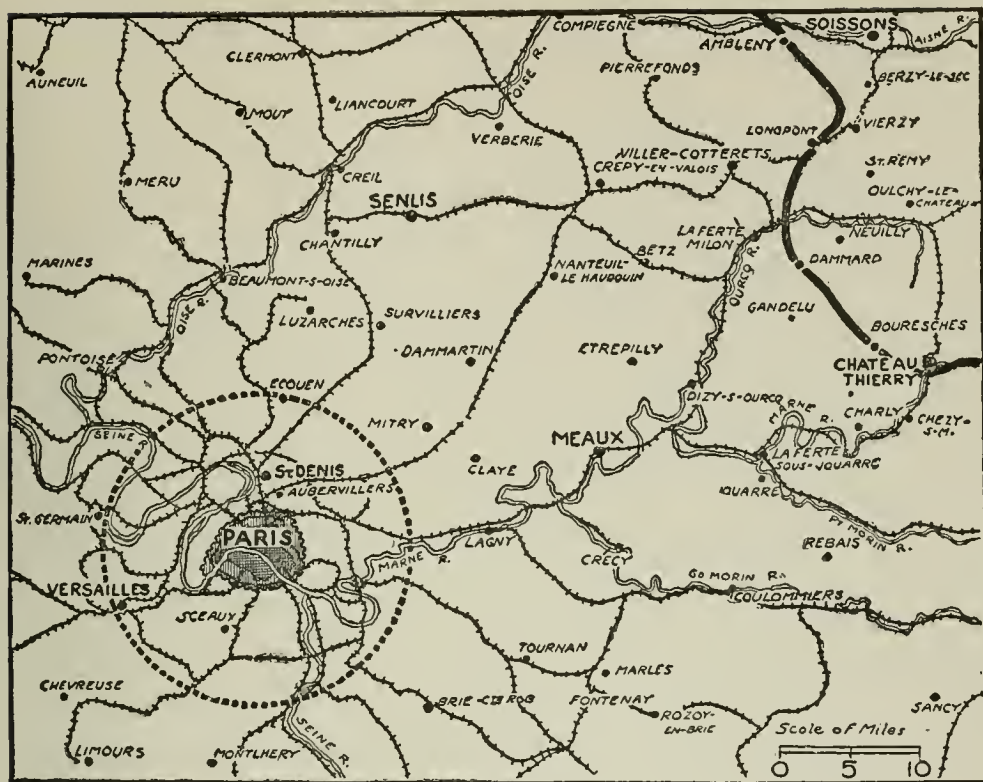 COMPIEGNE
SOISSONS
AISNE R.
CLERMONT
AMBLENY
AUNEUIL
OISE R.
PIERREFONDS
BERZY-LE-SEC
MOUY
LIANCOURT
VERBERIE
LONGPONT
VIERZY
VILLER-COTTERETS
ST. REMY
MERU
CREIL
CREPY-EN-VALOIS
OULCHY-LE-
CHATEAU
SENLIS
CHANTILLY
LA FERTE
MILON
NEUILLY
MARINES
BETZ
OURCQ R.
DAMMARD
BEAUMONT-S-OISE
NANTEUIL-
LE HAUDOUIN
OISE R.
LUZARCHES
SURVILLIERS
GANDELU
BOURESCHES
PONTOISE
DAMMARTIN
ETREPILLY
CHATEAU
THIERRY
ECOUEN
DIZY-S-OURCQ
SEINE R.
MITRY
MARNE R.
CHARLY
CHEZY-
S-M.
MEAUX
ST. DENIS
CLAYE
LA FERTE
SOUS-JOUARRE
AUBERVILLERS
JOUARRE
ST. GERMAIN
PARIS
LAGNY
PT MORIN R.
MARNE R.
CRECY
REBAIS
VERSAILLES
GD MORIN R.
COULOMMIERS
SCEAUX
TOURNAN
MARLES
CHEVREUSE
BRIE-CTE ROB
FONTENAY
ROZOY-
EN-BRIE
SANCY
SEINE R.
Scale of Miles
LIMOURS
MONTLHERY
0 5 10